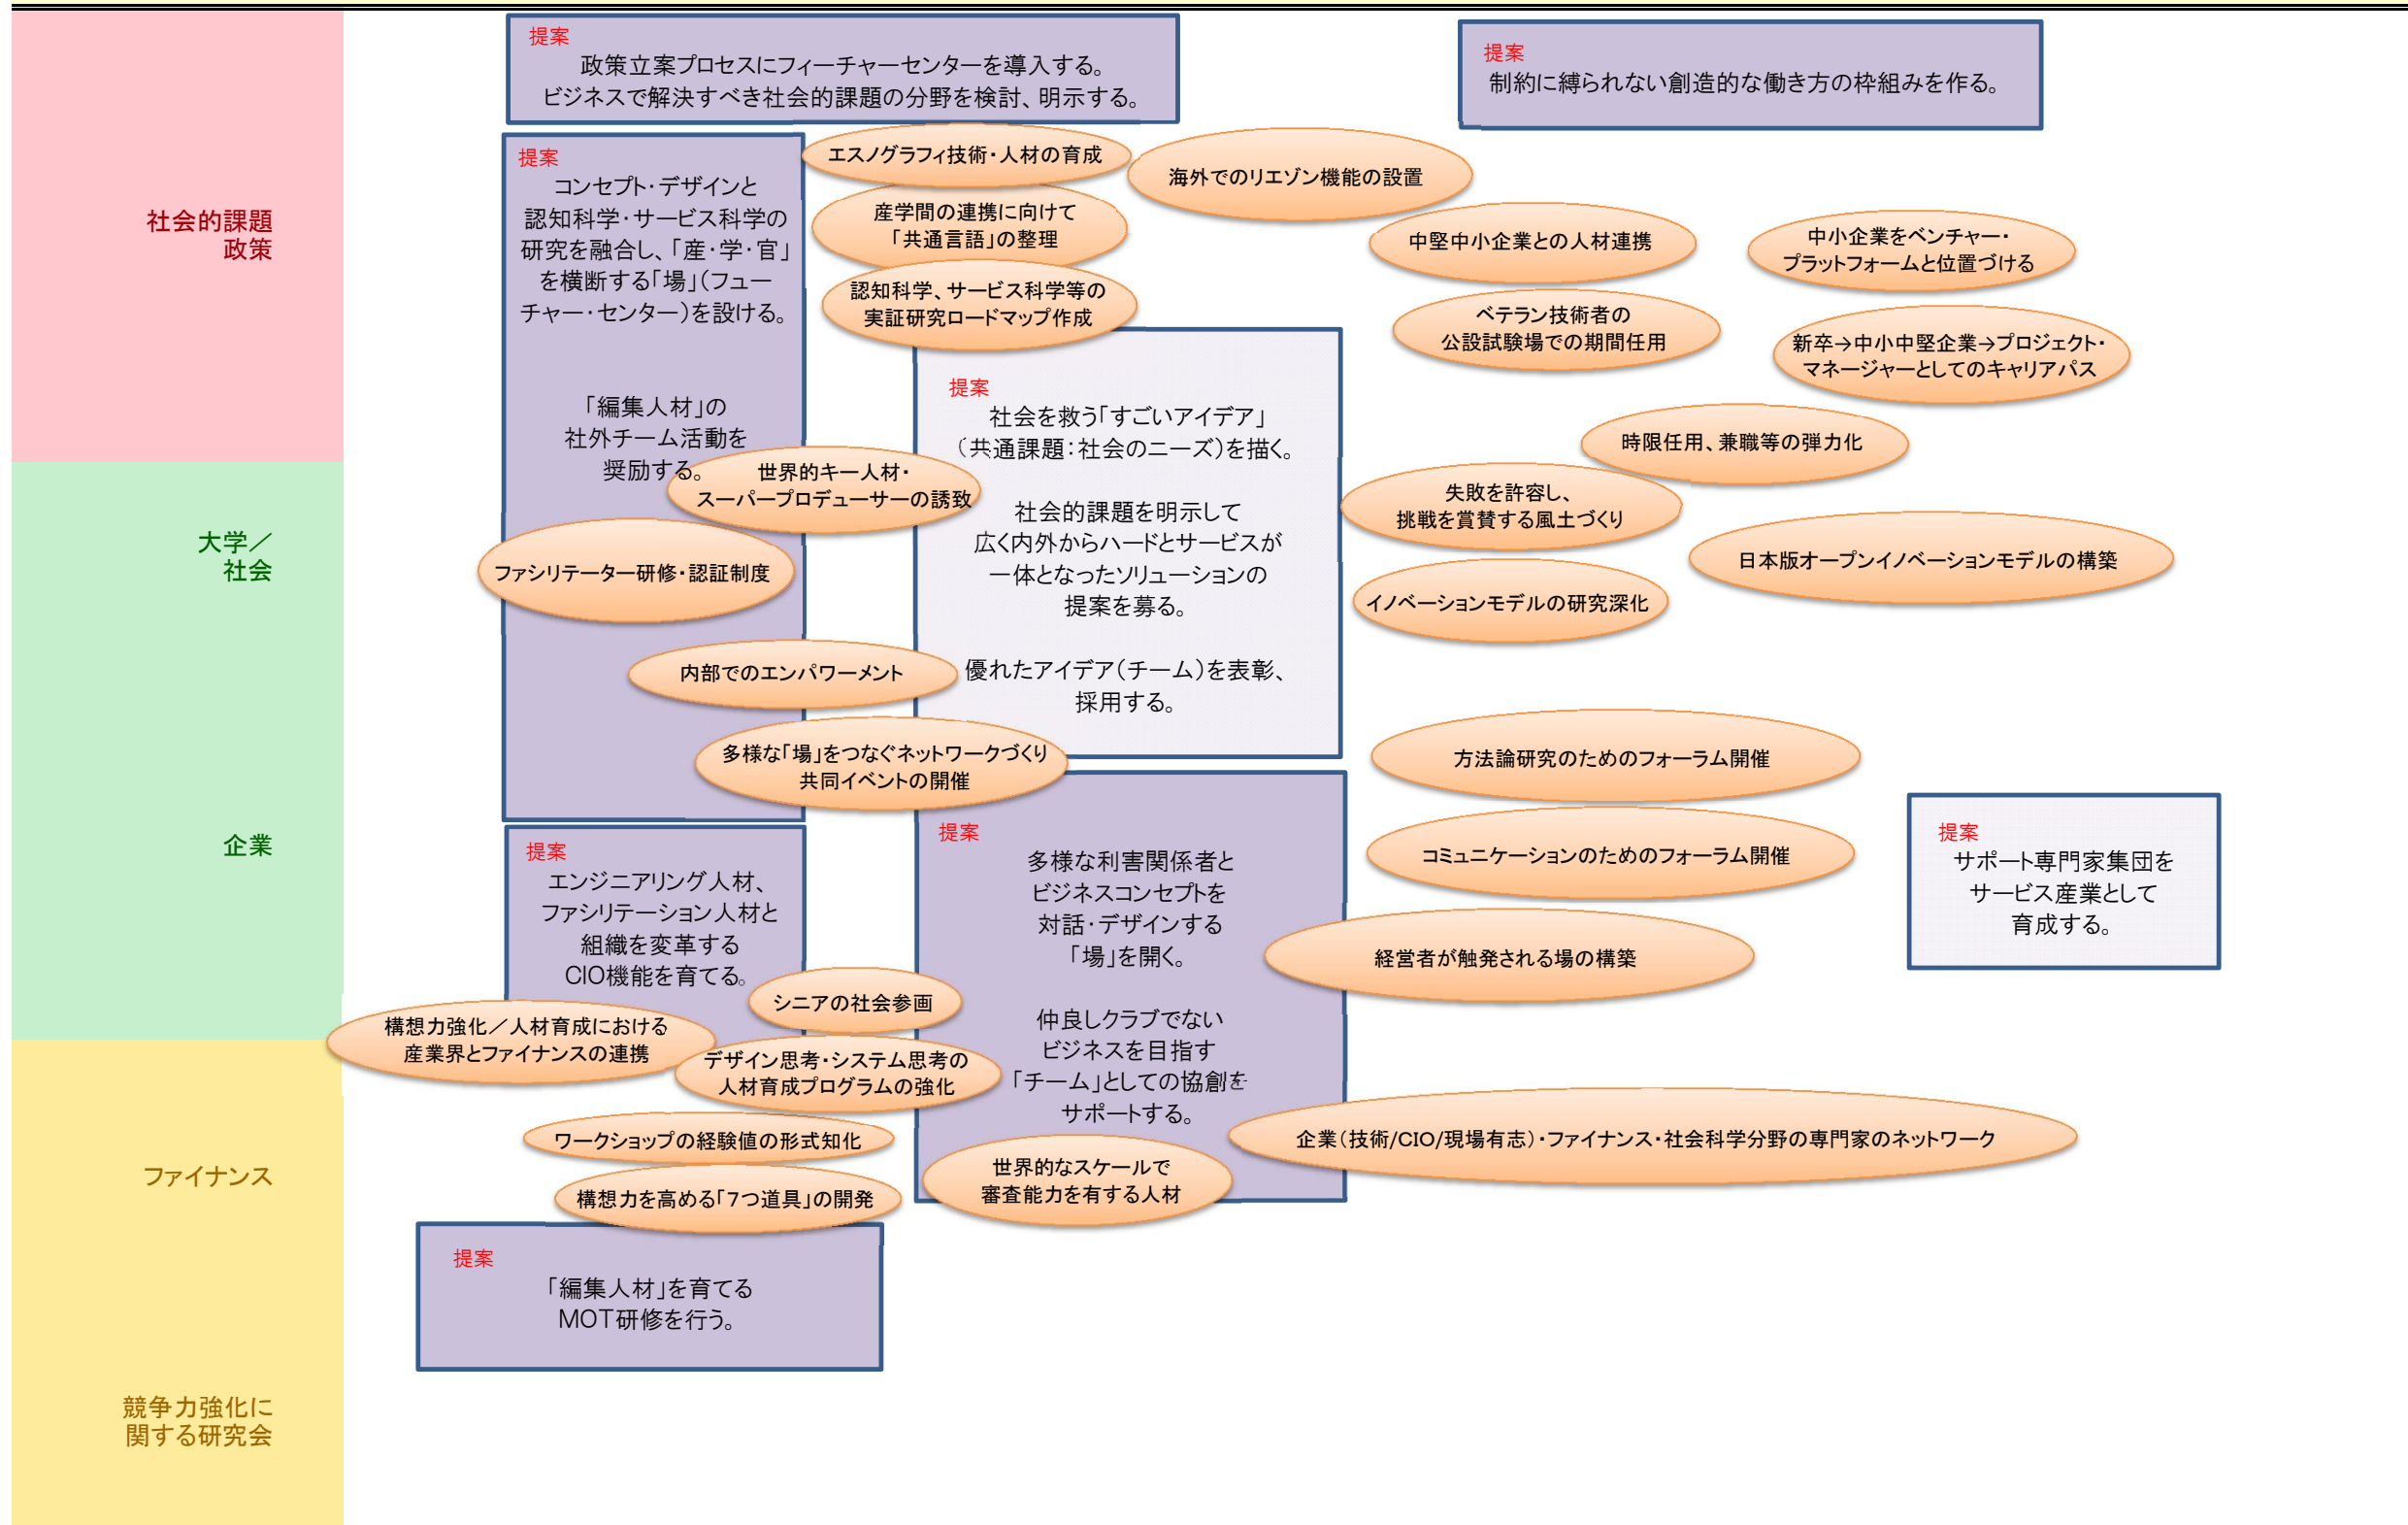 提案
政策立案プロセスにフィーチャーセンターを導入する。
ビジネスで解決すべき社会的課題の分野を検討、明示する。
提案
制約に縛られない創造的な働き方の枠組みを作る。
社会的課題
政策
大学／
社会
企業
ファイナンス
競争力強化に
関する研究会
提案
コンセプト・デザインと
認知科学・サービス科学の
研究を融合し、「産・学・官」
を横断する「場」（フュー
チャー・センター）を設ける。
「編集人材」の
社外チーム活動を
奨励する。
エスノグラフィ技術・人材の育成
海外でのリエゾン機能の設置
産学間の連携に向けて
「共通言語」の整理
認知科学、サービス科学等の
実証研究ロードマップ作成
中堅中小企業との人材連携
中小企業をベンチャー・
プラットフォームと位置づける
ベテラン技術者の
公設試験場での期間任用
新卒→中小中堅企業→プロジェクト・
マネージャーとしてのキャリアパス
提案
社会を救う「すごいアイデア」
（共通課題：社会のニーズ）を描く。
社会的課題を明示して
広く内外からハードとサービスが
一体となったソリューションの
提案を募る。
優れたアイデア（チーム）を表彰、
採用する。
時限任用、兼職等の弾力化
世界的キー人材・
スーパープロデューサーの誘致
失敗を許容し、
挑戦を賞賛する風土づくり
ファシリテーター研修・認証制度
日本版オープンイノベーションモデルの構築
イノベーションモデルの研究深化
内部でのエンパワーメント
多様な「場」をつなぐネットワークづくり
共同イベントの開催
方法論研究のためのフォーラム開催
コミュニケーションのためのフォーラム開催
提案
サポート専門家集団を
サービス産業として
育成する。
提案
エンジニアリング人材、
ファシリテーション人材と
組織を変革する
CIO機能を育てる。
提案
多様な利害関係者と
ビジネスコンセプトを
対話・デザインする
「場」を開く。
仲良しクラブでない
ビジネスを目指す
「チーム」としての協創を
サポートする。
経営者が触発される場の構築
シニアの社会参画
構想力強化／人材育成における
産業界とファイナンスの連携
デザイン思考・システム思考の
人材育成プログラムの強化
ワークショップの経験値の形式知化
企業（技術/CIO/現場有志）・ファイナンス・社会科学分野の専門家のネットワーク
世界的なスケールで
審査能力を有する人材
構想力を高める「７つ道具」の開発
提案
「編集人材」を育てる
MOT研修を行う。